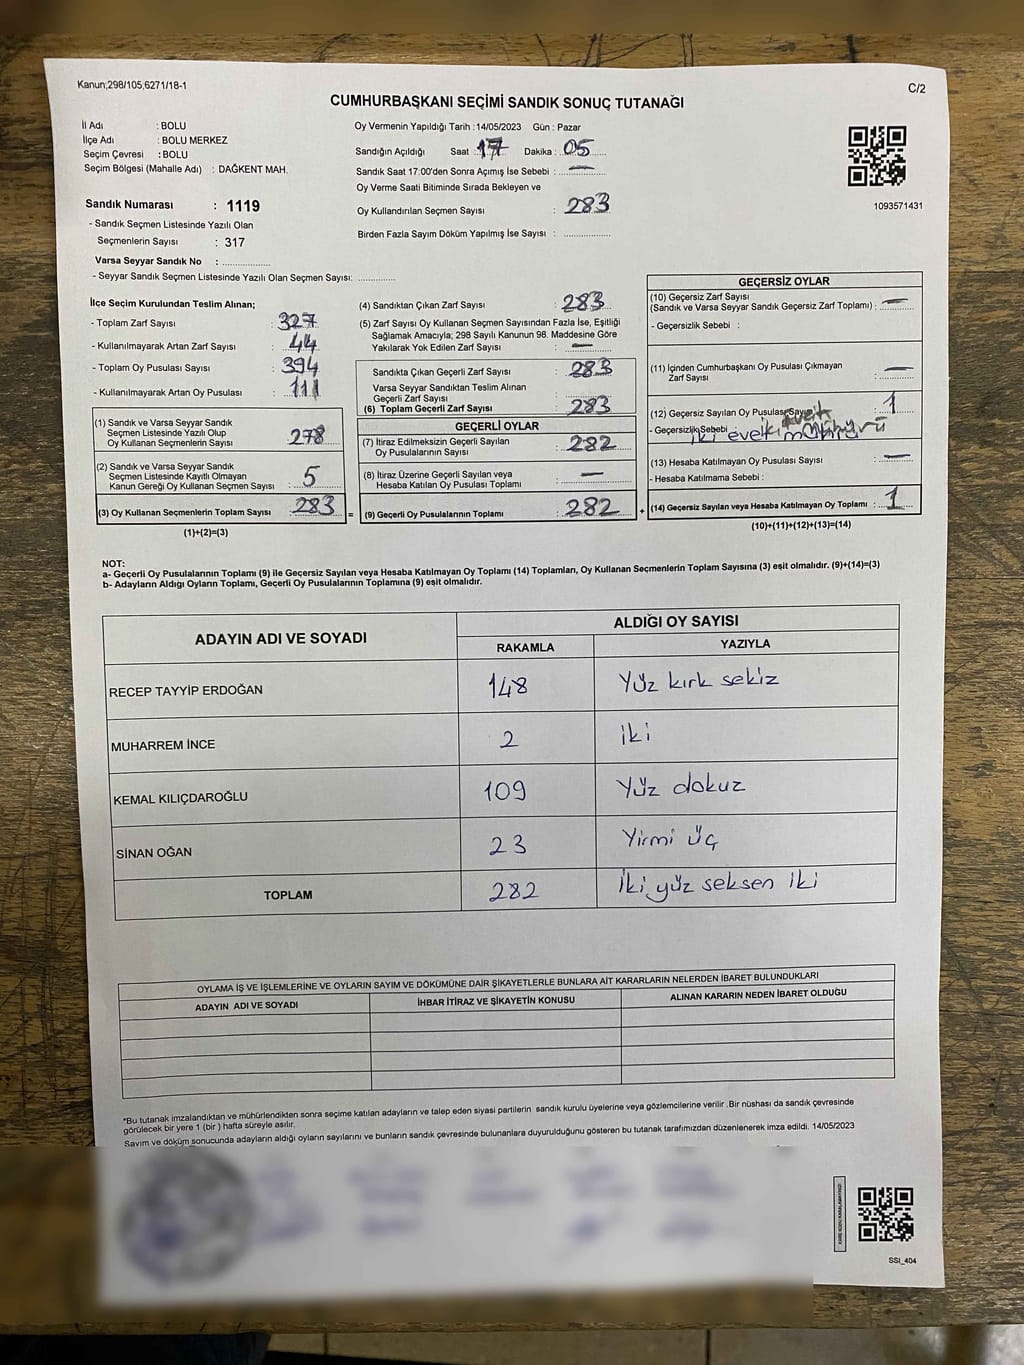 Kanun;298/105,6271/18-1
C/2
CUMHURBAŞKANI SEÇİMİ SANDIK SONUÇ TUTANAĞI
İl Adı : BOLU
İlçe Adı : BOLU MERKEZ
Seçim Çevresi : BOLU
Seçim Bölgesi (Mahalle Adı) : DAĞKENT MAH.
Sandık Numarası : 1119
- Sandık Seçmen Listesinde Yazılı Olan
Seçmenlerin Sayısı : 317
Varsa Seyyar Sandık No : ..................
- Seyyar Sandık Seçmen Listesinde Yazılı Olan Seçmen Sayısı: ..............
Oy Vermenin Yapıldığı Tarih :14/05/2023 Gün : Pazar
Sandığın Açıldığı Saat : 17 Dakika : 05
Sandık Saat 17:00'den Sonra Açımış İse Sebebi : —
Oy Verme Saati Bitiminde Sırada Bekleyen ve
Oy Kullandırılan Seçmen Sayısı : 283
Birden Fazla Sayım Döküm Yapılmış İse Sayısı : ..................
1093571431
İlçe Seçim Kurulundan Teslim Alınan;
- Toplam Zarf Sayısı : 327
- Kullanılmayarak Artan Zarf Sayısı : 44
- Toplam Oy Pusulası Sayısı : 394
- Kullanılmayarak Artan Oy Pusulası : 111
(1) Sandık ve Varsa Seyyar Sandık
Seçmen Listesinde Yazılı Olup
Oy Kullanan Seçmenlerin Sayısı : 278
(2) Sandık ve Varsa Seyyar Sandık
Seçmen Listesinde Kayıtlı Olmayan
Kanun Gereği Oy Kullanan Seçmen Sayısı : 5
(3) Oy Kullanan Seçmenlerin Toplam Sayısı : 283
(1)+(2)=(3)
(4) Sandıktan Çıkan Zarf Sayısı : 283
(5) Zarf Sayısı Oy Kullanan Seçmen Sayısından Fazla İse, Eşitliği
Sağlamak Amacıyla; 298 Sayılı Kanunun 98. Maddesine Göre
Yakılarak Yok Edilen Zarf Sayısı : —
Sandıkta Çıkan Geçerli Zarf Sayısı : 283
Varsa Seyyar Sandıktan Teslim Alınan
Geçerli Zarf Sayısı :
(6) Toplam Geçerli Zarf Sayısı : 283
GEÇERLİ OYLAR
(7) İtiraz Edilmeksizin Geçerli Sayılan
Oy Pusulalarının Sayısı : 282
(8) İtiraz Üzerine Geçerli Sayılan veya
Hesaba Katılan Oy Pusulası Toplamı : —
= (9) Geçerli Oy Pusulalarının Toplamı : 282 +
GEÇERSİZ OYLAR
(10) Geçersiz Zarf Sayısı
(Sandık ve Varsa Seyyar Sandık Geçersiz Zarf Toplamı) : —
- Geçersizlik Sebebi :
(11) İçinden Cumhurbaşkanı Oy Pusulası Çıkmayan
Zarf Sayısı : —
(12) Geçersiz Sayılan Oy Pusulası Sayısı : 1
- Geçersizlik Sebebi iki evet mühürü
(13) Hesaba Katılmayan Oy Pusulası Sayısı : —
- Hesaba Katılmama Sebebi :
(14) Geçersiz Sayılan veya Hesaba Katılmayan Oy Toplamı : 1
(10)+(11)+(12)+(13)=(14)
NOT:
a- Geçerli Oy Pusulalarının Toplamı (9) ile Geçersiz Sayılan veya Hesaba Katılmayan Oy Toplamı (14) Toplamları, Oy Kullanan Seçmenlerin Toplam Sayısına (3) eşit olmalıdır. (9)+(14)=(3)
b- Adayların Aldığı Oyların Toplamı, Geçerli Oy Pusulalarının Toplamına (9) eşit olmalıdır.
ADAYIN ADI VE SOYADI
ALDIĞI OY SAYISI
RAKAMLA YAZIYLA
RECEP TAYYİP ERDOĞAN 148 Yüz kırk sekiz
MUHARREM İNCE 2 iki
KEMAL KILIÇDAROĞLU 109 Yüz dokuz
SİNAN OĞAN 23 Yirmi üç
TOPLAM 282 İki yüz seksen iki
OYLAMA İŞ VE İŞLEMLERİNE VE OYLARIN SAYIM VE DÖKÜMÜNE DAİR ŞİKAYETLERLE BUNLARA AİT KARARLARIN NELERDEN İBARET BULUNDUKLARI
ADAYIN ADI VE SOYADI İHBAR İTİRAZ VE ŞİKAYETİN KONUSU ALINAN KARARIN NEDEN İBARET OLDUĞU
*Bu tutanak imzalandıktan ve mühürlendikten sonra seçime katılan adayların ve talep eden siyasi partilerin sandık kurulu üyelerine veya gözlemcilerine verilir .Bir nüshası da sandık çevresinde
görülecek bir yere 1 (bir ) hafta süreyle asılır.
Sayım ve döküm sonucunda adayların aldığı oyların sayılarını ve bunların sandık çevresinde bulunanlara duyurulduğunu gösteren bu tutanak tarafımızdan düzenlenerek imza edildi. 14/05/2023
SSİ_404